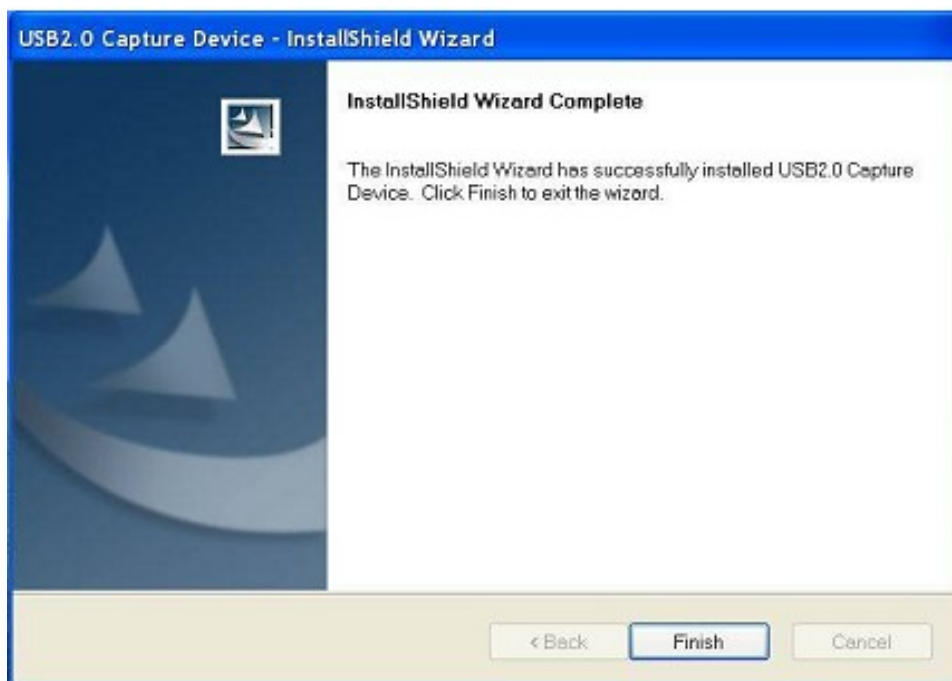 USB2.0 Capture Device - InstallShield Wizard
InstallShield Wizard Complete
The InstallShield Wizard has successfully installed USB2.0 Capture
Device. Click Finish to exit the wizard.
< Back Finish Cancel